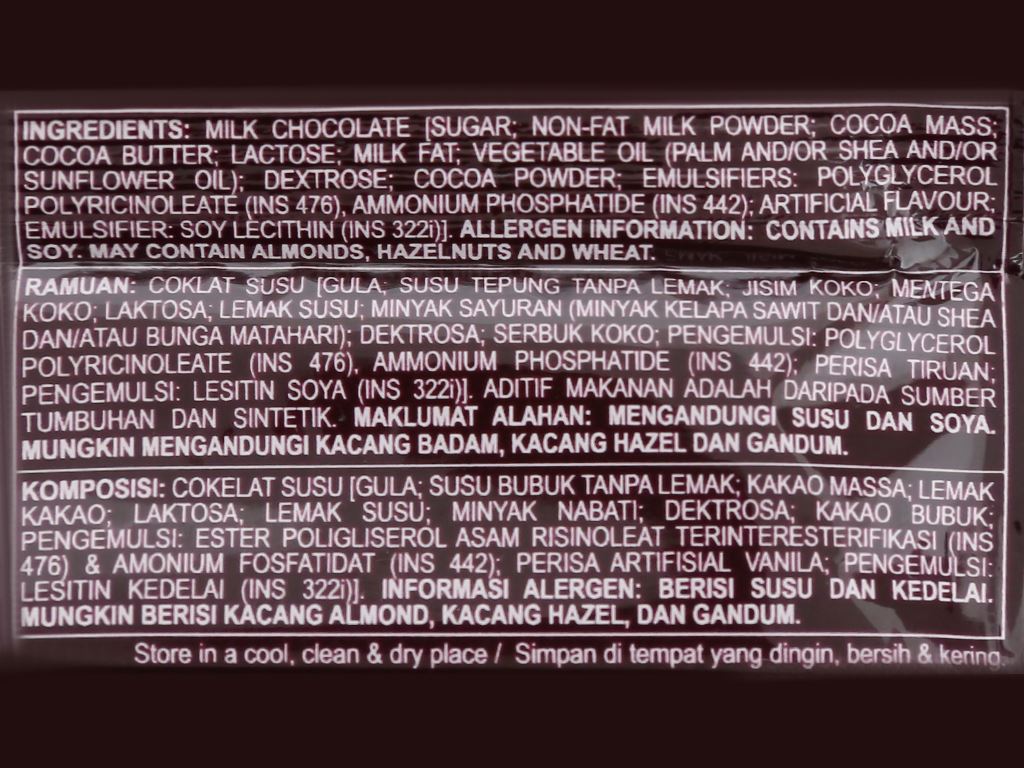 INGREDIENTS: MILK CHOCOLATE [SUGAR; NON-FAT MILK POWDER; COCOA MASS;
COCOA BUTTER; LACTOSE; MILK FAT; VEGETABLE OIL (PALM AND/OR SHEA AND/OR
SUNFLOWER OIL); DEXTROSE; COCOA POWDER; EMULSIFIERS: POLYGLYCEROL
POLYRICINOLEATE (INS 476), AMMONIUM PHOSPHATIDE (INS 442); ARTIFICIAL FLAVOUR;
EMULSIFIER: SOY LECITHIN (INS 322i)]. ALLERGEN INFORMATION: CONTAINS MILK AND
SOY. MAY CONTAIN ALMONDS, HAZELNUTS AND WHEAT.
RAMUAN: COKLAT SUSU [GULA; SUSU TEPUNG TANPA LEMAK; JISIM KOKO; MENTEGA
KOKO; LAKTOSA; LEMAK SUSU; MINYAK SAYURAN (MINYAK KELAPA SAWIT DAN/ATAU SHEA
DAN/ATAU BUNGA MATAHARI); DEKTROSA; SERBUK KOKO; PENGEMULSI: POLYGLYCEROL
POLYRICINOLEATE (INS 476), AMMONIUM PHOSPHATIDE (INS 442); PERISA TIRUAN;
PENGEMULSI: LESITIN SOYA (INS 322i)]. ADITIF MAKANAN ADALAH DARIPADA SUMBER
TUMBUHAN DAN SINTETIK. MAKLUMAT ALAHAN: MENGANDUNGI SUSU DAN SOYA.
MUNGKIN MENGANDUNGI KACANG BADAM, KACANG HAZEL DAN GANDUM.
KOMPOSISI: COKELAT SUSU [GULA; SUSU BUBUK TANPA LEMAK; KAKAO MASSA; LEMAK
KAKAO; LAKTOSA; LEMAK SUSU; MINYAK NABATI; DEKTROSA; KAKAO BUBUK;
PENGEMULSI: ESTER POLIGLISEROL ASAM RISINOLEAT TERINTERESTERIFIKASI (INS
476) & AMONIUM FOSFATIDAT (INS 442); PERISA ARTIFISIAL VANILA; PENGEMULSI:
LESITIN KEDELAI (INS 322i)]. INFORMASI ALERGEN: BERISI SUSU DAN KEDELAI.
MUNGKIN BERISI KACANG ALMOND, KACANG HAZEL, DAN GANDUM.
Store in a cool, clean & dry place / Simpan di tempat yang dingin, bersih & kering.